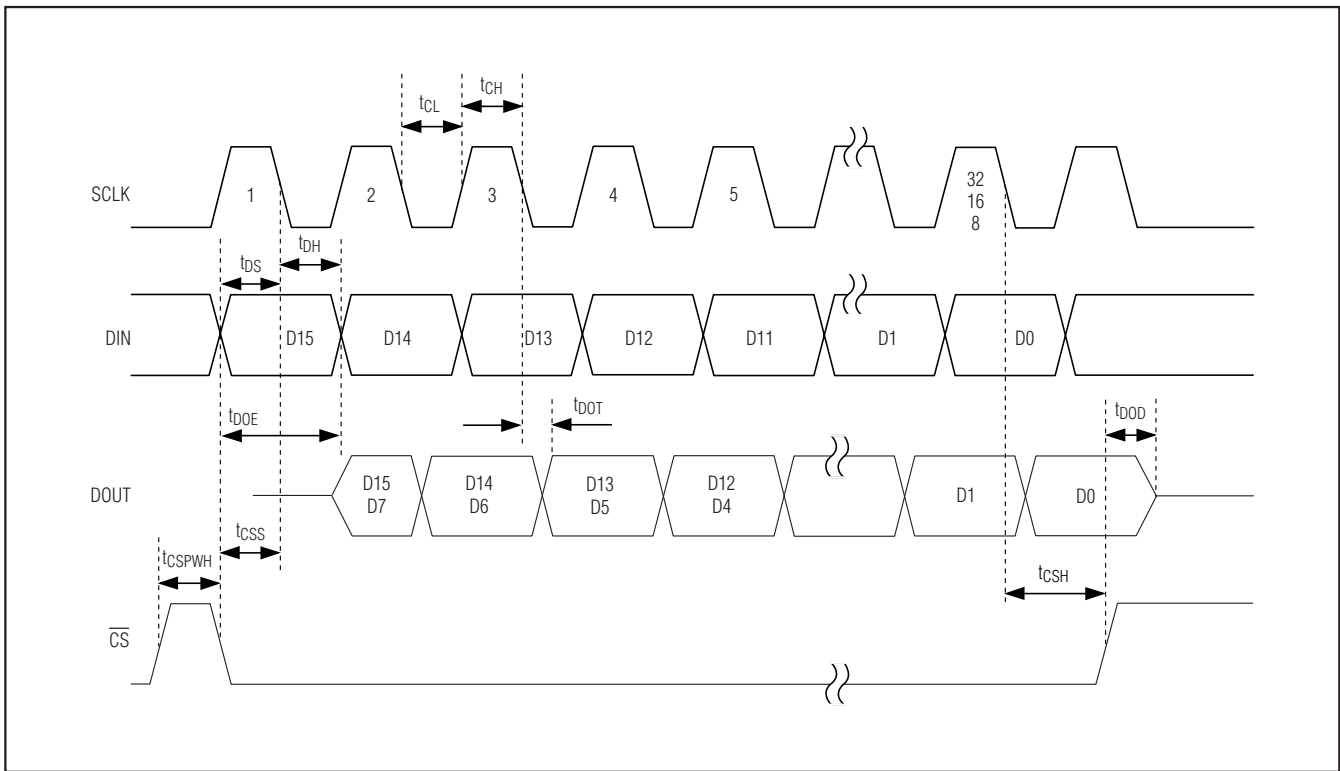 tCL
tCH
SCLK
1
2
3
4
5
32
16
8
tDS
tDH
DIN
D15
D14
D13
D12
D11
D1
D0
tDOE
tDOT
tDOD
DOUT
D15
D7
D14
D6
D13
D5
D12
D4
D1
D0
tCSPWH
tCSS
tCSH
CS